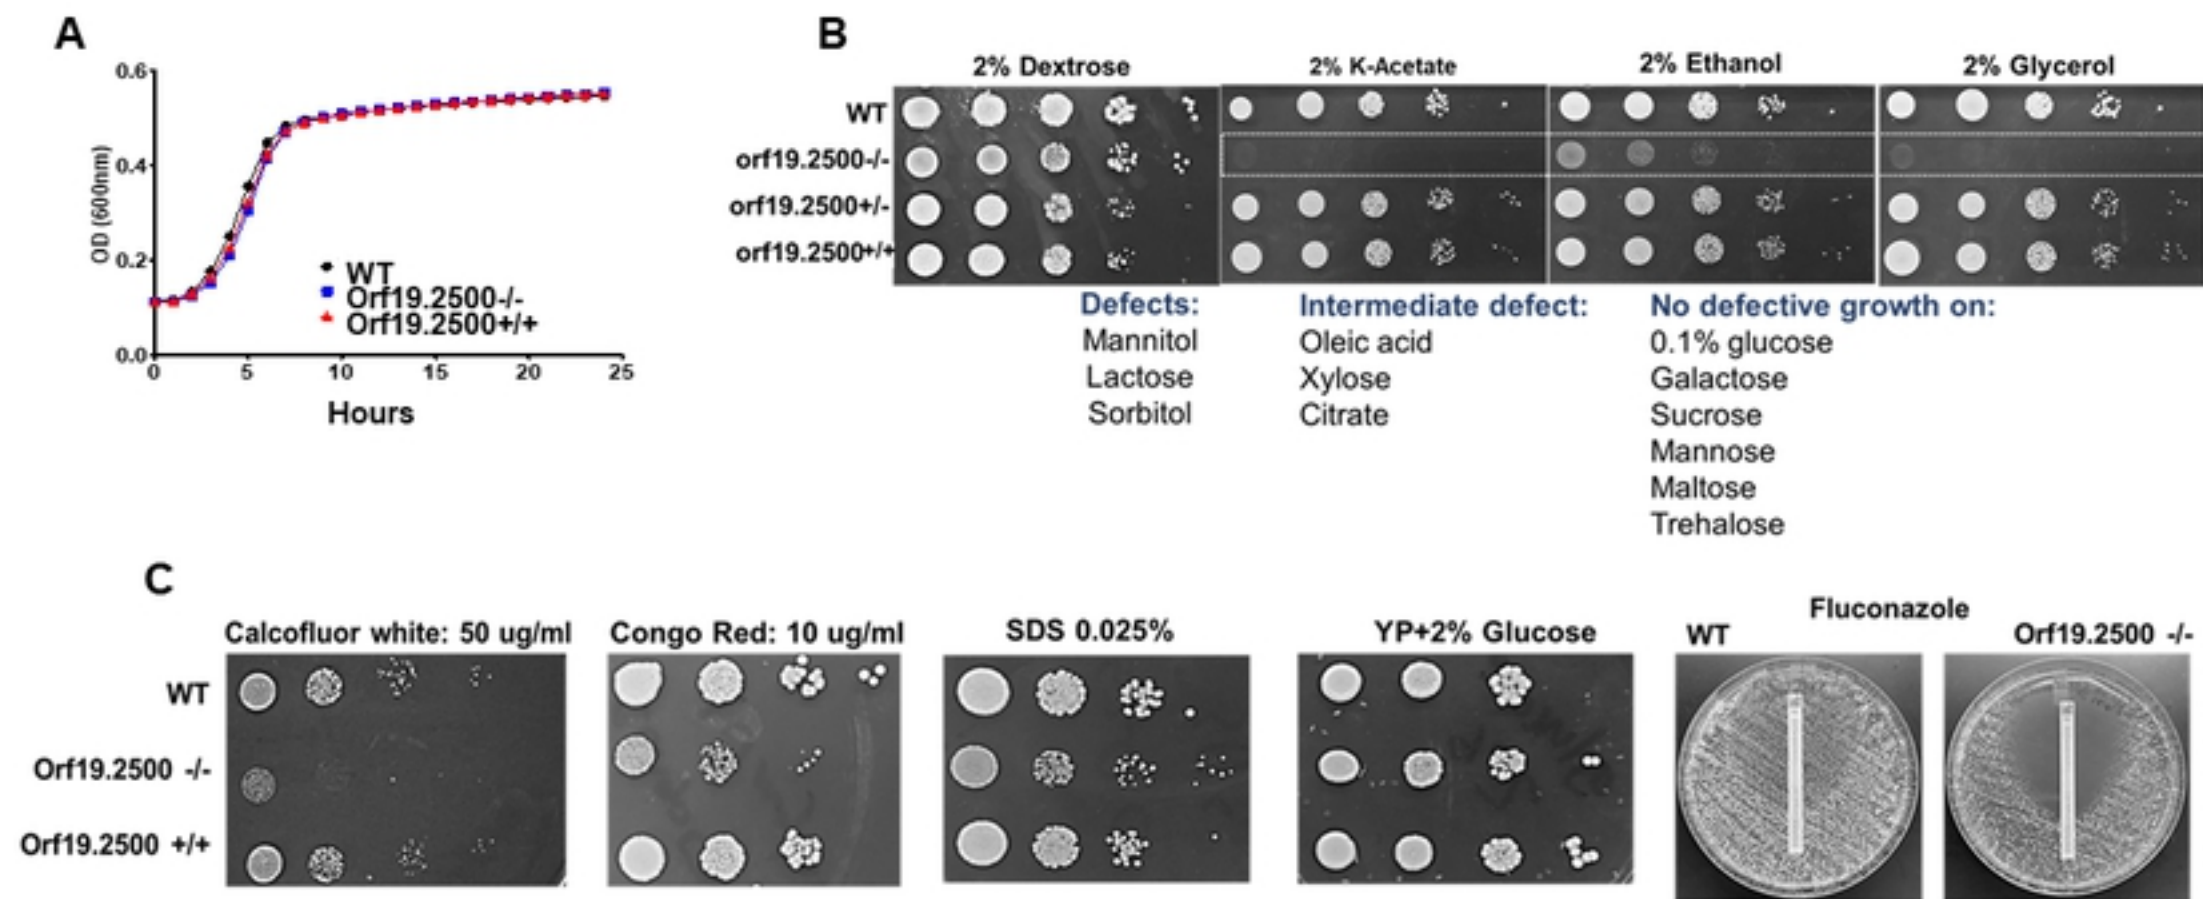 A
0.6
0.4
0.2
0.0
OD (600nm)
0 5 10 15 20 25
Hours
WT
Orf19.2500-/-
Orf19.2500+/+
B
2% Dextrose 2% K-Acetate 2% Ethanol 2% Glycerol
WT
orf19.2500-/-
orf19.2500+/-
orf19.2500+/+
Defects:
Mannitol
Lactose
Sorbitol
Intermediate defect:
Oleic acid
Xylose
Citrate
No defective growth on:
0.1% glucose
Galactose
Sucrose
Mannose
Maltose
Trehalose
C
Calcofluor white: 50 ug/ml Congo Red: 10 ug/ml SDS 0.025% YP+2% Glucose
Fluconazole
WT Orf19.2500 -/-
WT
Orf19.2500 -/-
Orf19.2500 +/+